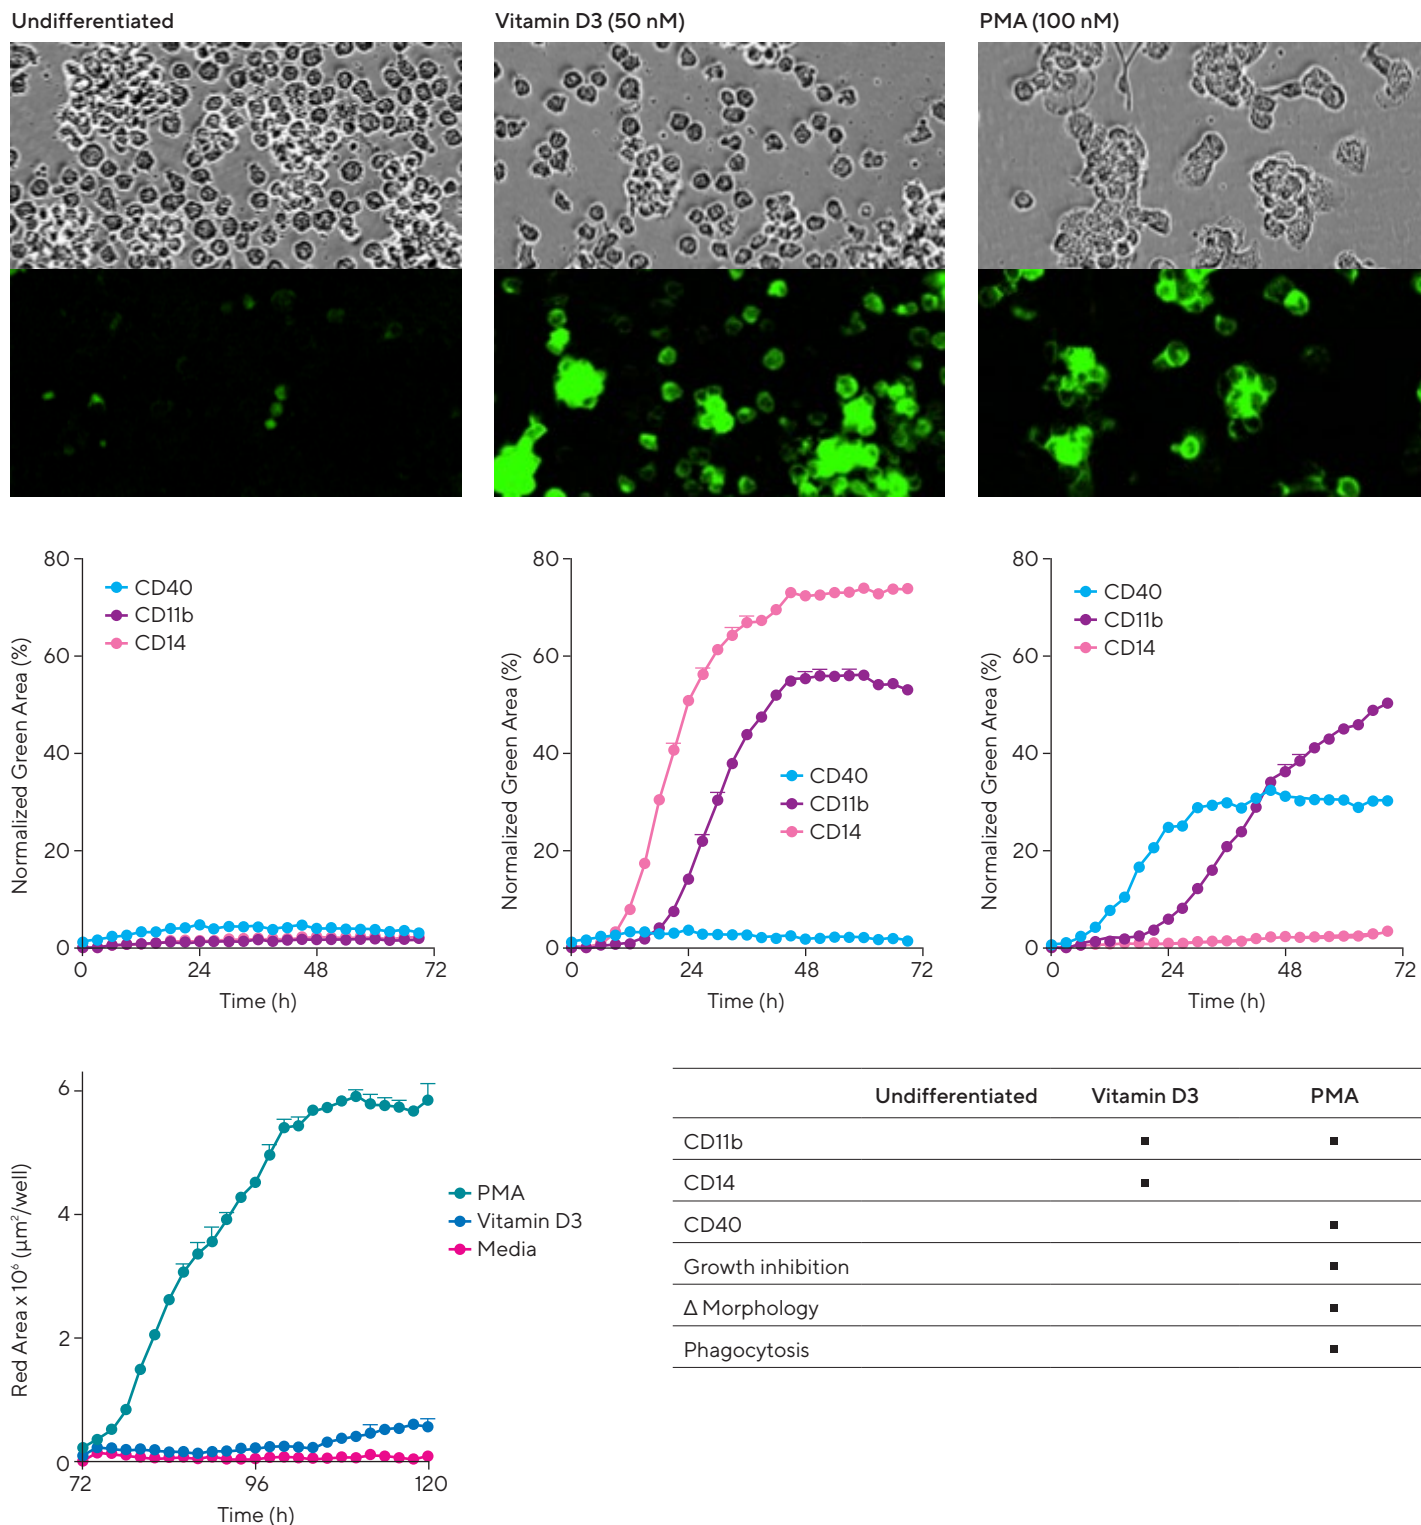 Undifferentiated
Vitamin D3 (50 nM)
PMA (100 nM)
Normalized Green Area (%)
80
60
40
20
0
CD40
CD11b
CD14
0 24 48 72
Time (h)
Normalized Green Area (%)
80
60
40
20
0
CD40
CD11b
CD14
0 24 48 72
Time (h)
Normalized Green Area (%)
80
60
40
20
0
CD40
CD11b
CD14
0 24 48 72
Time (h)
Red Area x 10⁶ (µm²/well)
6
4
2
0
PMA
Vitamin D3
Media
72 96 120
Time (h)
Undifferentiated Vitamin D3 PMA
CD11b ▪ ▪
CD14 ▪
CD40 ▪
Growth inhibition ▪
Δ Morphology ▪
Phagocytosis ▪